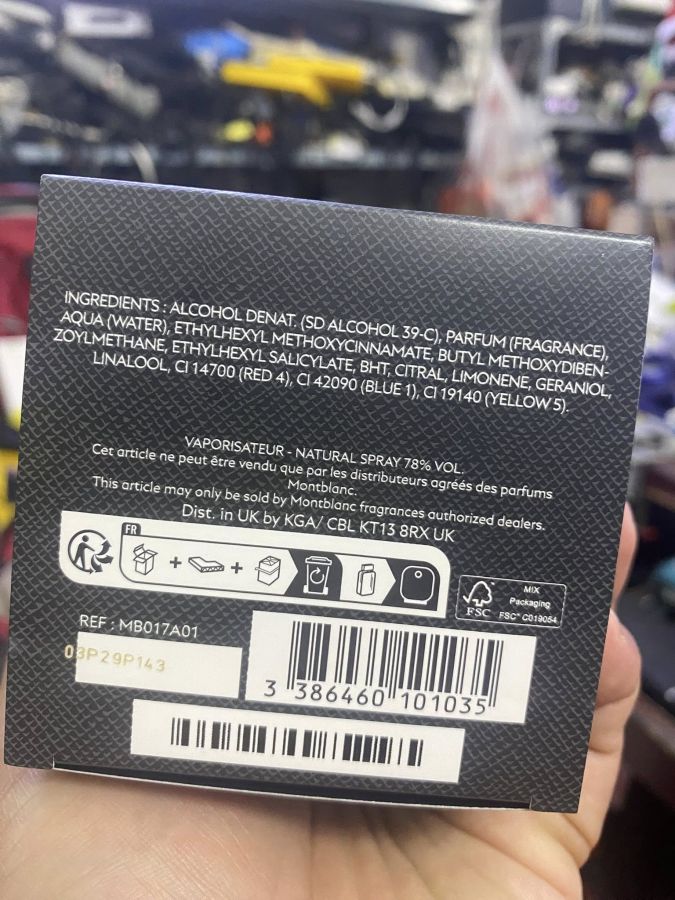 INGREDIENTS : ALCOHOL DENAT. (SD ALCOHOL 39-C), PARFUM (FRAGRANCE),
AQUA (WATER), ETHYLHEXYL METHOXYCINNAMATE, BUTYL METHOXYDIBEN-
ZOYLMETHANE, ETHYLHEXYL SALICYLATE, BHT, CITRAL, LIMONENE, GERANIOL,
LINALOOL, CI 14700 (RED 4), CI 42090 (BLUE 1), CI 19140 (YELLOW 5).
VAPORISATEUR - NATURAL SPRAY 78% VOL.
Cet article ne peut être vendu que par les distributeurs agréés des parfums
Montblanc.
This article may only be sold by Montblanc fragrances authorized dealers.
Dist. in UK by KGA/ CBL KT13 8RX UK
FR
+ +
FSC
MIX
Packaging
FSC® C019054
REF : MB017A01
03P29P143
3 386460 101035